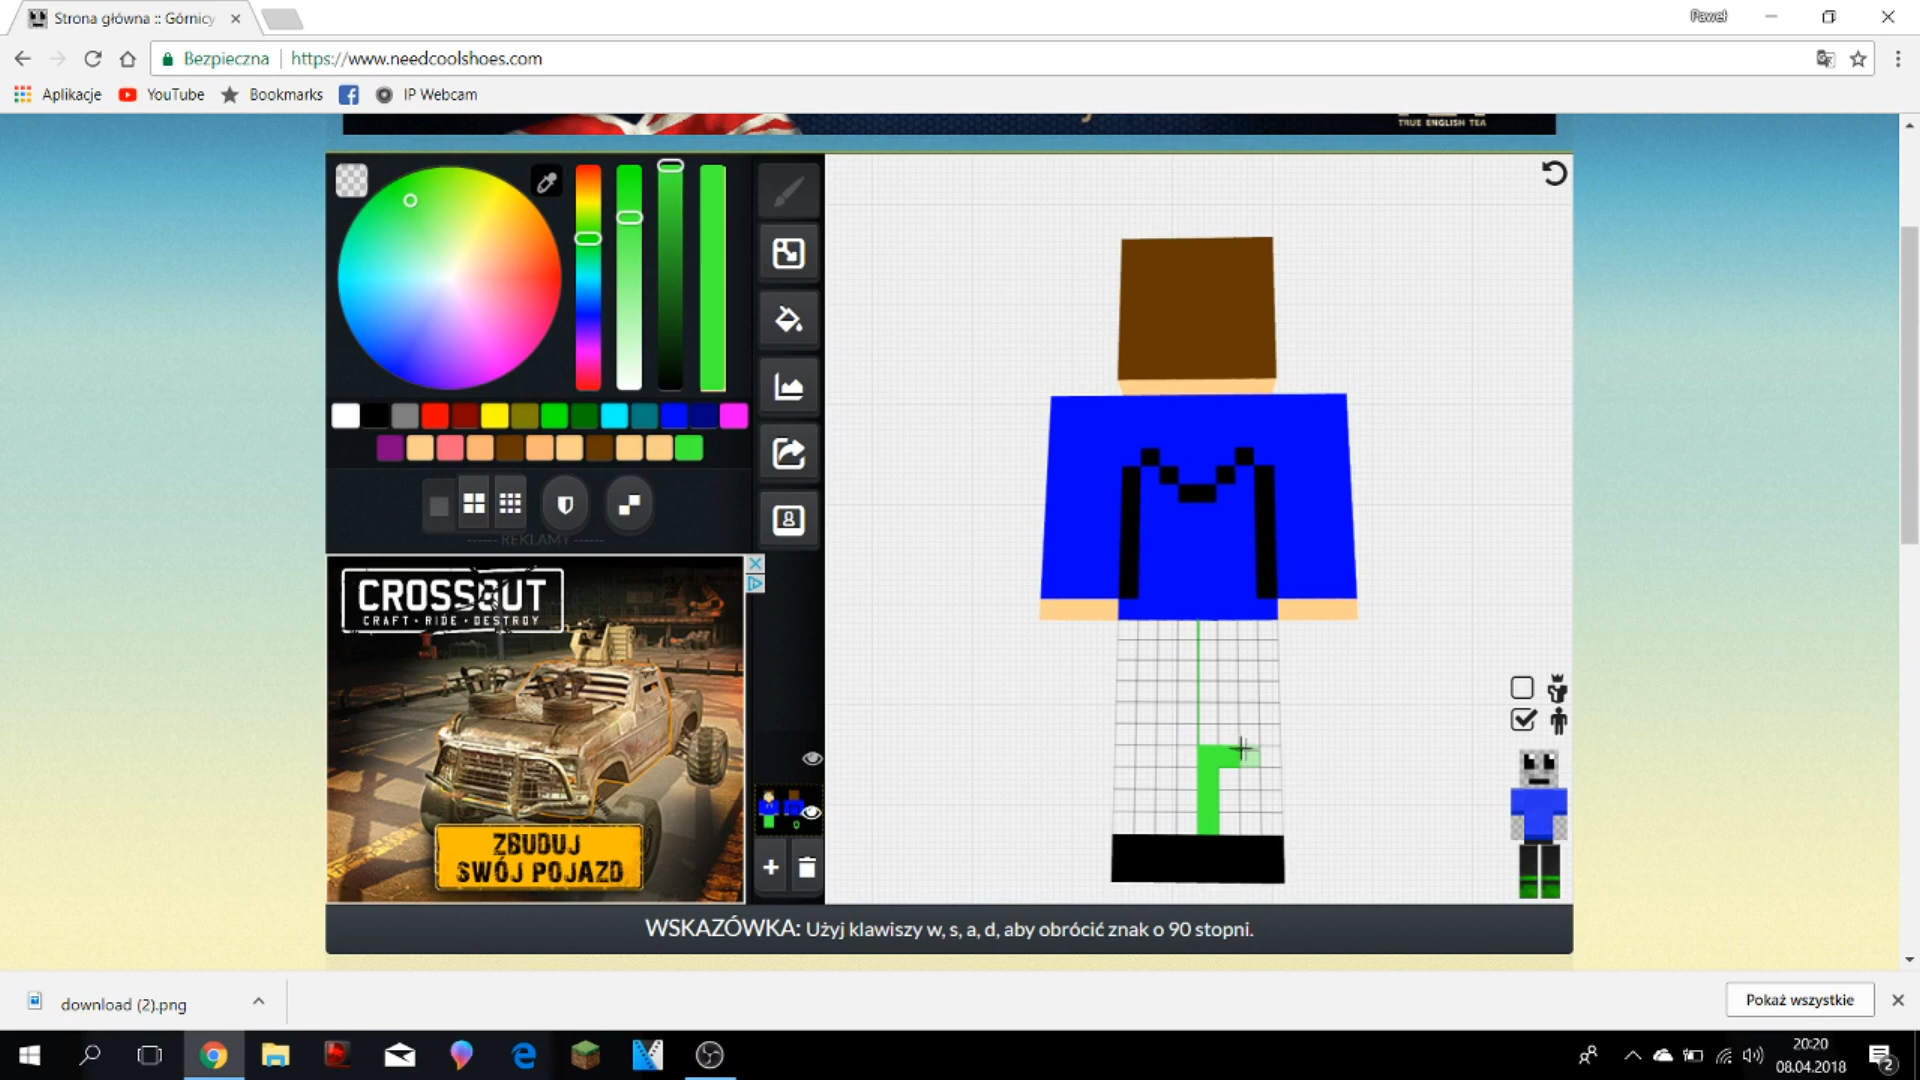 Strona główna :: Górnicy
Paweł
Bezpieczna
https://www.needcoolshoes.com
Aplikacje
YouTube
Bookmarks
IP Webcam
TRUE ENGLISH TEA
------ REKLAMY ------
CROSSOUT
CRAFT • RIDE • DESTROY
ZBUDUJ
SWÓJ POJAZD
WSKAZÓWKA: Użyj klawiszy w, s, a, d, aby obrócić znak o 90 stopni.
download (2).png
Pokaż wszystkie
20:20
08.04.2018
2